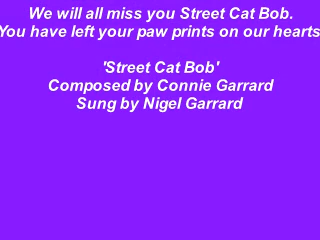 We will all miss you Street Cat Bob.
You have left your paw prints on our hearts
'Street Cat Bob'
Composed by Connie Garrard
Sung by Nigel Garrard